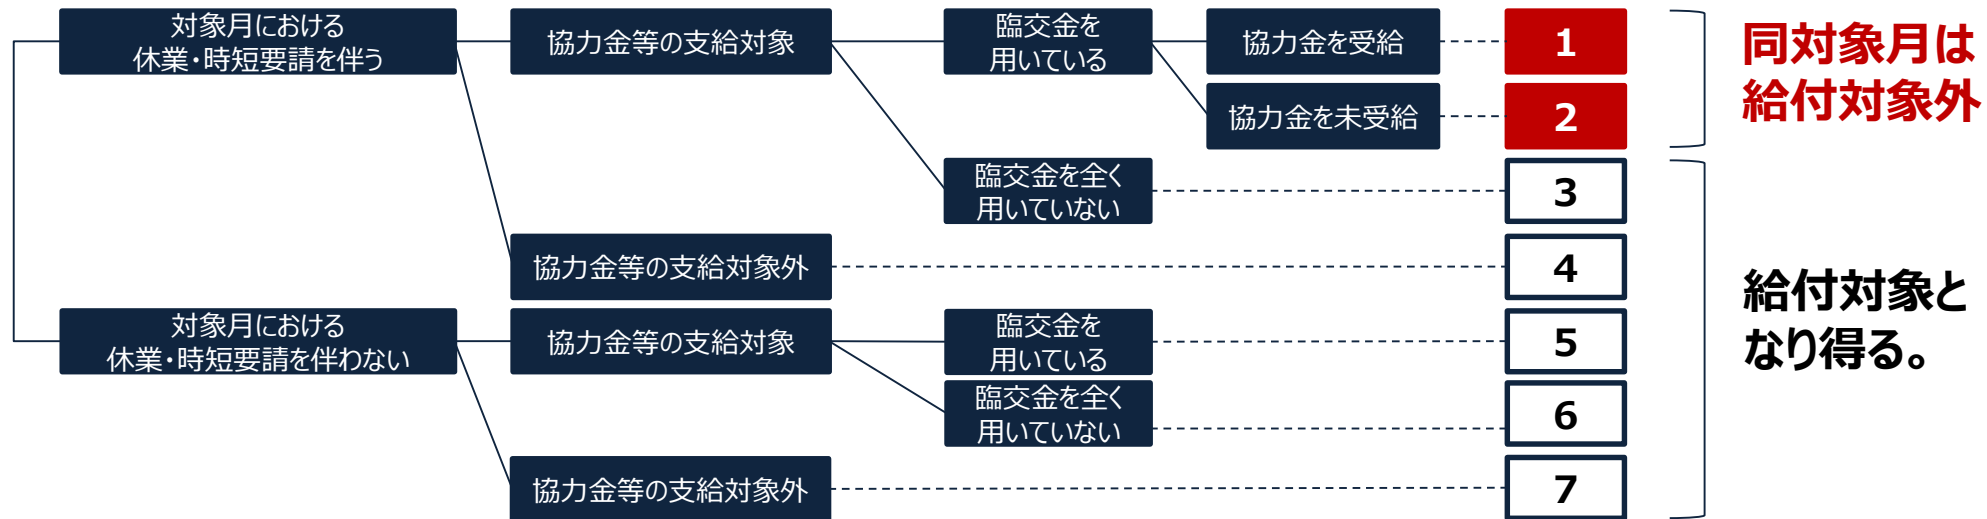 対象月における
休業・時短要請を伴う
協力金等の支給対象
臨交金を
用いている
協力金を受給
1
同対象月は
給付対象外
協力金を未受給
2
臨交金を全く
用いていない
3
協力金等の支給対象外
4
給付対象と
なり得る。
対象月における
休業・時短要請を伴わない
協力金等の支給対象
臨交金を
用いている
5
臨交金を全く
用いていない
6
協力金等の支給対象外
7